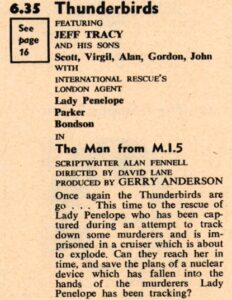 6.35 Thunderbirds
See
page
16
FEATURING
JEFF TRACY
AND HIS SONS
Scott, Virgil, Alan, Gordon, John
WITH
INTERNATIONAL RESCUE'S
LONDON AGENT
Lady Penelope
Parker
Bondson
IN
The Man from M.I.5
SCRIPTWRITER ALAN FENNELL
DIRECTED BY DAVID LANE
PRODUCED BY GERRY ANDERSON
Once again the Thunderbirds are
go . . . This time to the rescue of
Lady Penelope who has been cap-
tured during an attempt to track
down some murderers and is im-
prisoned in a cruiser which is about
to explode. Can they reach her in
time, and save the plans of a nuclear
device which has fallen into the
hands of the murderers Lady
Penelope has been tracking?